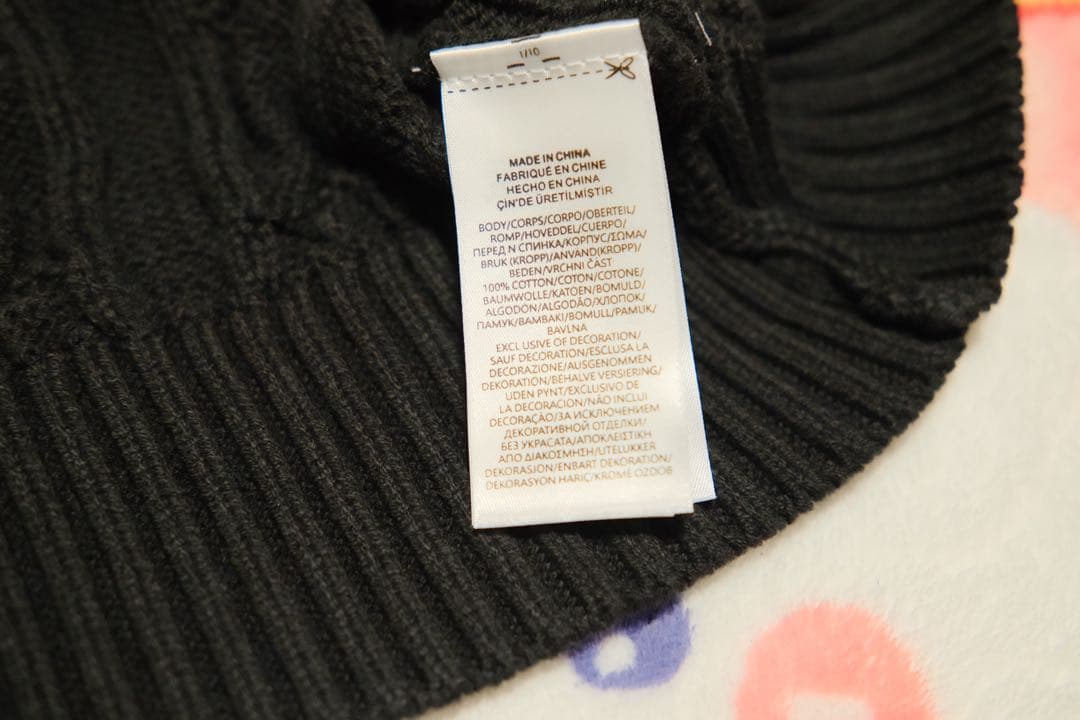 1/10
MADE IN CHINA
FABRIQUÉ EN CHINE
HECHO EN CHINA
ÇİN'DE ÜRETİLMİŞTİR
BODY/CORPS/CORPO/OBERTEIL/
ROMP/HOVEDDEL/CUERPO/
ПЕРЕД N СПИНКА/КОРПУС/ΣΩΜΑ/
BRUK (KROPP)/ANVÄND(KROPP)/
BEDEN/VRCHNI ČÁST
100% COTTON/COTON/COTONE/
BAUMWOLLE/KATOEN/BOMULD/
ALGODÓN/ALGODÃO/ХЛОПОК/
ПАМУК/ΒΑΜΒΑΚΙ/BOMULL/PAMUK/
BAVLNA
EXCLUSIVE OF DECORATION/
SAUF DECORATION/ESCLUSA LA
DECORAZIONE/AUSGENOMMEN
DEKORATION/BEHALVE VERSIERING/
UDEN PYNT/EXCLUSIVO DE
LA DECORACION/NÃO INCLUI
DECORAÇÃO/ЗА ИСКЛЮЧЕНИЕМ
ДЕКОРАТИВНОЙ ОТДЕЛКИ/
БЕЗ УКРАСАТА/ΑΠΟΚΛΕΙΣΤΙΚΗ
ΑΠΟ ΔΙΑΚΟΣΜΗΣΗ/UTELUKKER
DEKORASJON/ENBART DEKORATION/
DEKORASYON HARIÇ/KROMĚ OZDOB